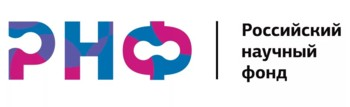 РНФ
Российский
научный
фонд